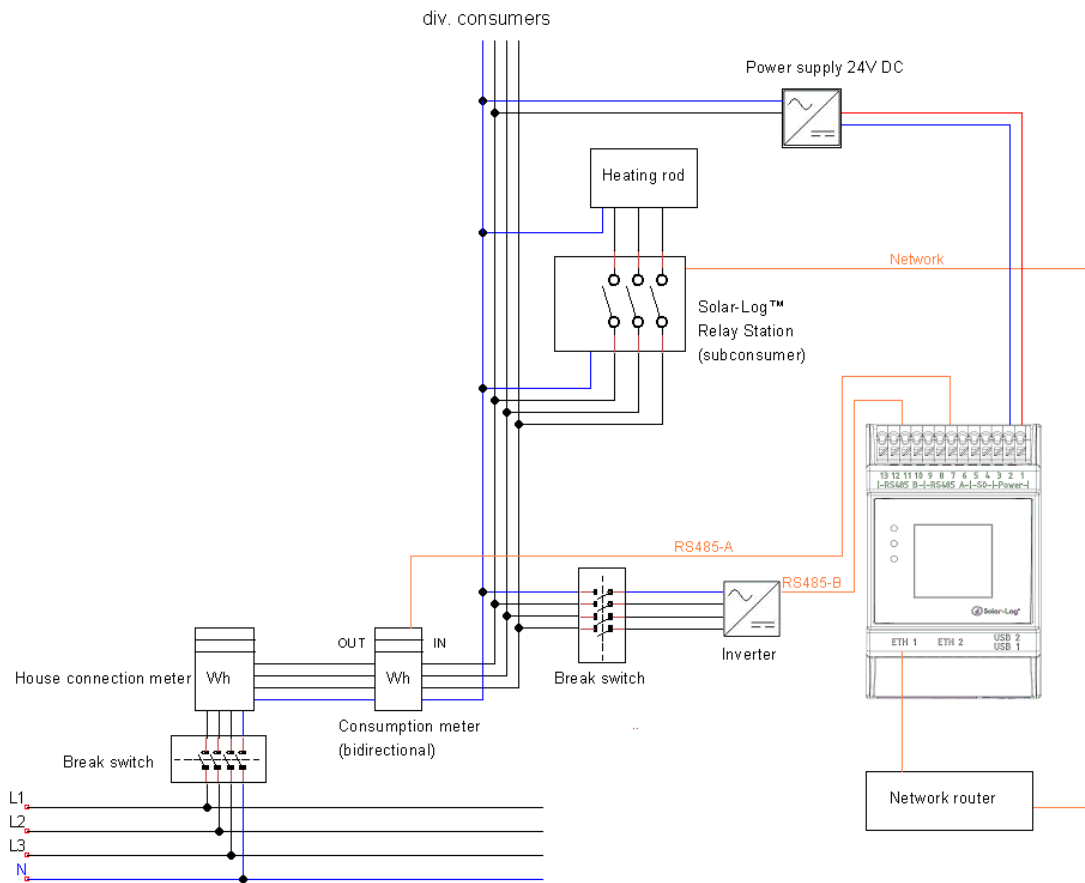 div. consumers
Power supply 24V DC
Heating rod
Network
Solar-Log™
Relay Station
(subconsumer)
13 12 11 10 9 8 7 6 5 4 3 2 1
|-RS485 B-|-RS485 A-|-S0-|-Power-|
RS485-A
RS485-B
Solar-Log®
OUT
IN
ETH 1
ETH 2
USB 2
USB 1
Inverter
House connection meter
Wh
Wh
Break switch
Consumption meter
(bidirectional)
..
Break switch
Network router
L1
L2
L3
N